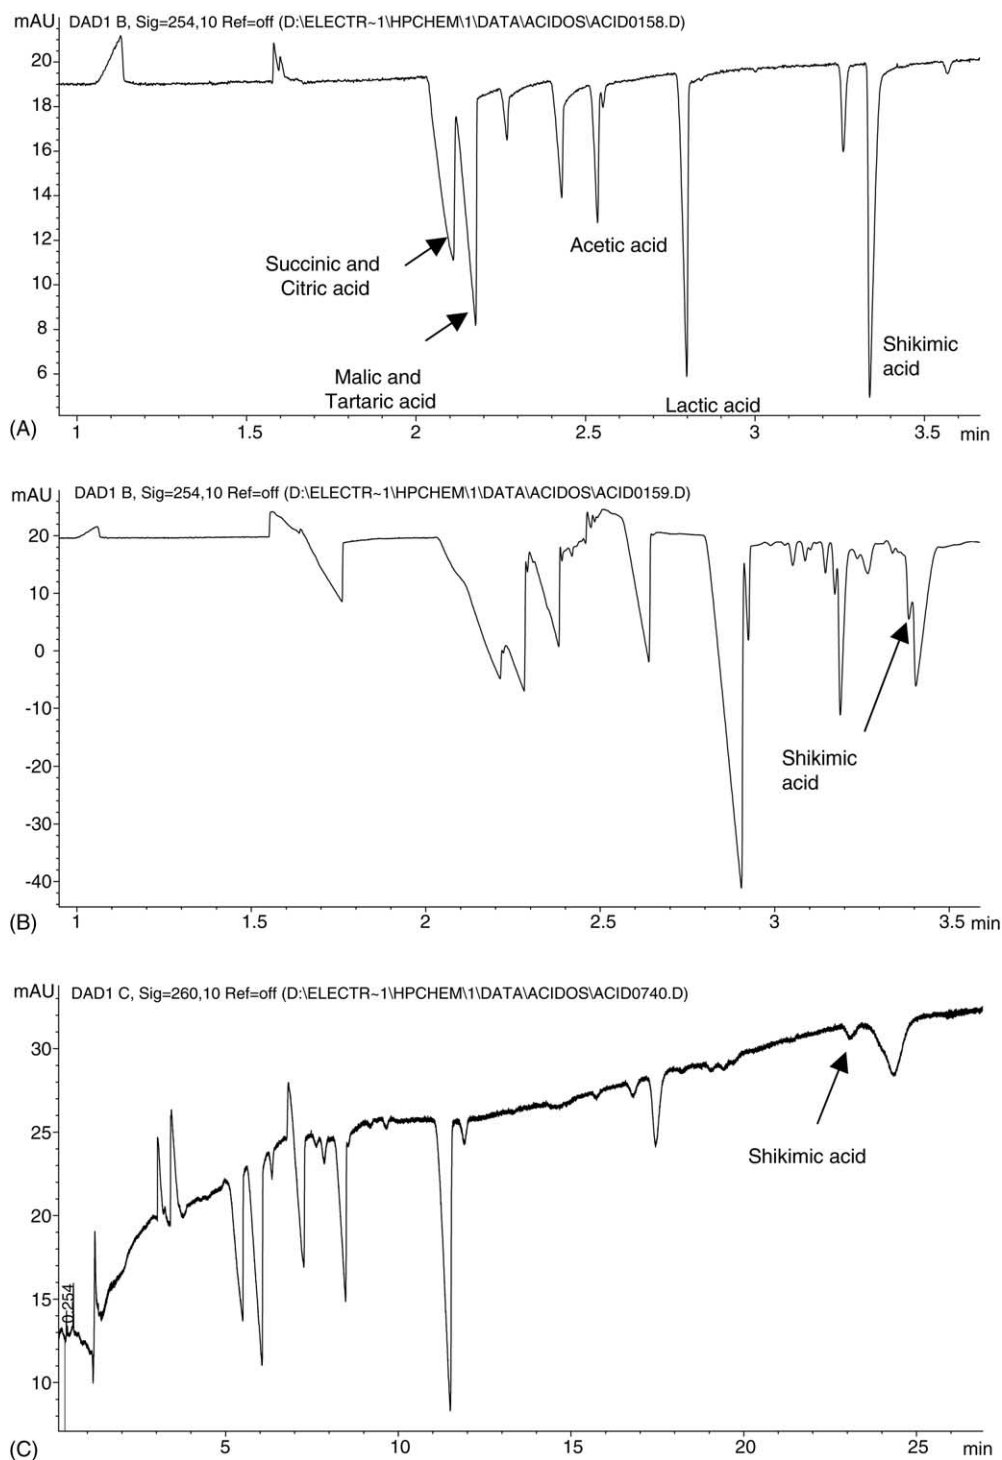 mAU DAD1 B, Sig=254,10 Ref=off (D:\ELECTR~1\HPCHEM\1\DATA\ACIDOS\ACID0158.D)
20
18
16
14
12
10
8
6
Succinic and
Citric acid
Malic and
Tartaric acid
Acetic acid
Lactic acid
Shikimic
acid
(A) 1 1.5 2 2.5 3 3.5 min
mAU DAD1 B, Sig=254,10 Ref=off (D:\ELECTR~1\HPCHEM\1\DATA\ACIDOS\ACID0159.D)
20
10
0
-10
-20
-30
-40
Shikimic
acid
(B) 1 1.5 2 2.5 3 3.5 min
mAU DAD1 C, Sig=260,10 Ref=off (D:\ELECTR~1\HPCHEM\1\DATA\ACIDOS\ACID0740.D)
30
25
20
15
10
0.254
Shikimic acid
(C) 5 10 15 20 25 min